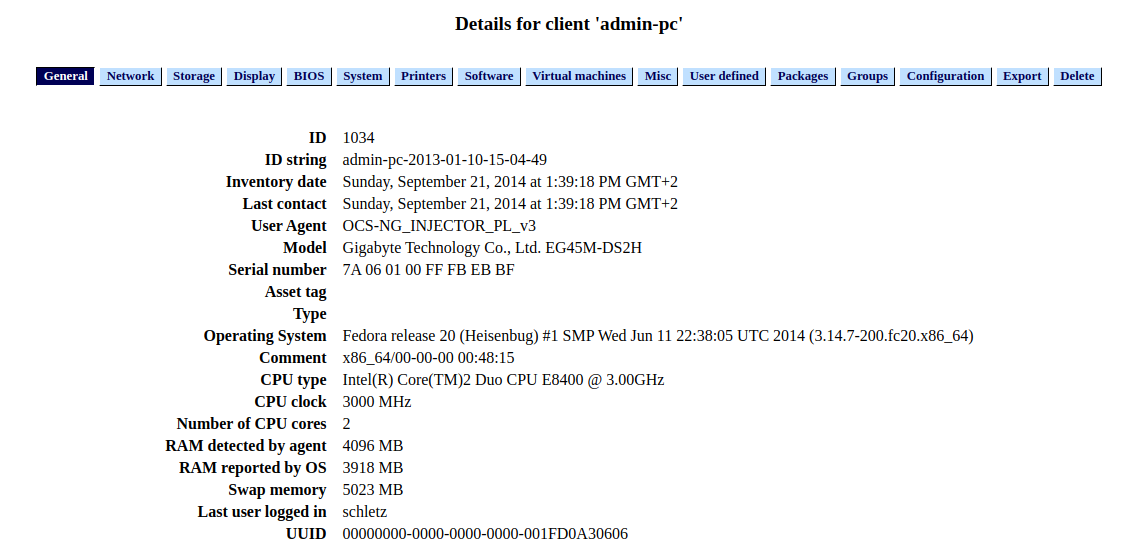 Details for client 'admin-pc'
General Network Storage Display BIOS System Printers Software Virtual machines Misc User defined Packages Groups Configuration Export Delete
ID 1034
ID string admin-pc-2013-01-10-15-04-49
Inventory date Sunday, September 21, 2014 at 1:39:18 PM GMT+2
Last contact Sunday, September 21, 2014 at 1:39:18 PM GMT+2
User Agent OCS-NG_INJECTOR_PL_v3
Model Gigabyte Technology Co., Ltd. EG45M-DS2H
Serial number 7A 06 01 00 FF FB EB BF
Asset tag
Type
Operating System Fedora release 20 (Heisenbug) #1 SMP Wed Jun 11 22:38:05 UTC 2014 (3.14.7-200.fc20.x86_64)
Comment x86_64/00-00-00 00:48:15
CPU type Intel(R) Core(TM)2 Duo CPU E8400 @ 3.00GHz
CPU clock 3000 MHz
Number of CPU cores 2
RAM detected by agent 4096 MB
RAM reported by OS 3918 MB
Swap memory 5023 MB
Last user logged in schletz
UUID 00000000-0000-0000-0000-001FD0A30606